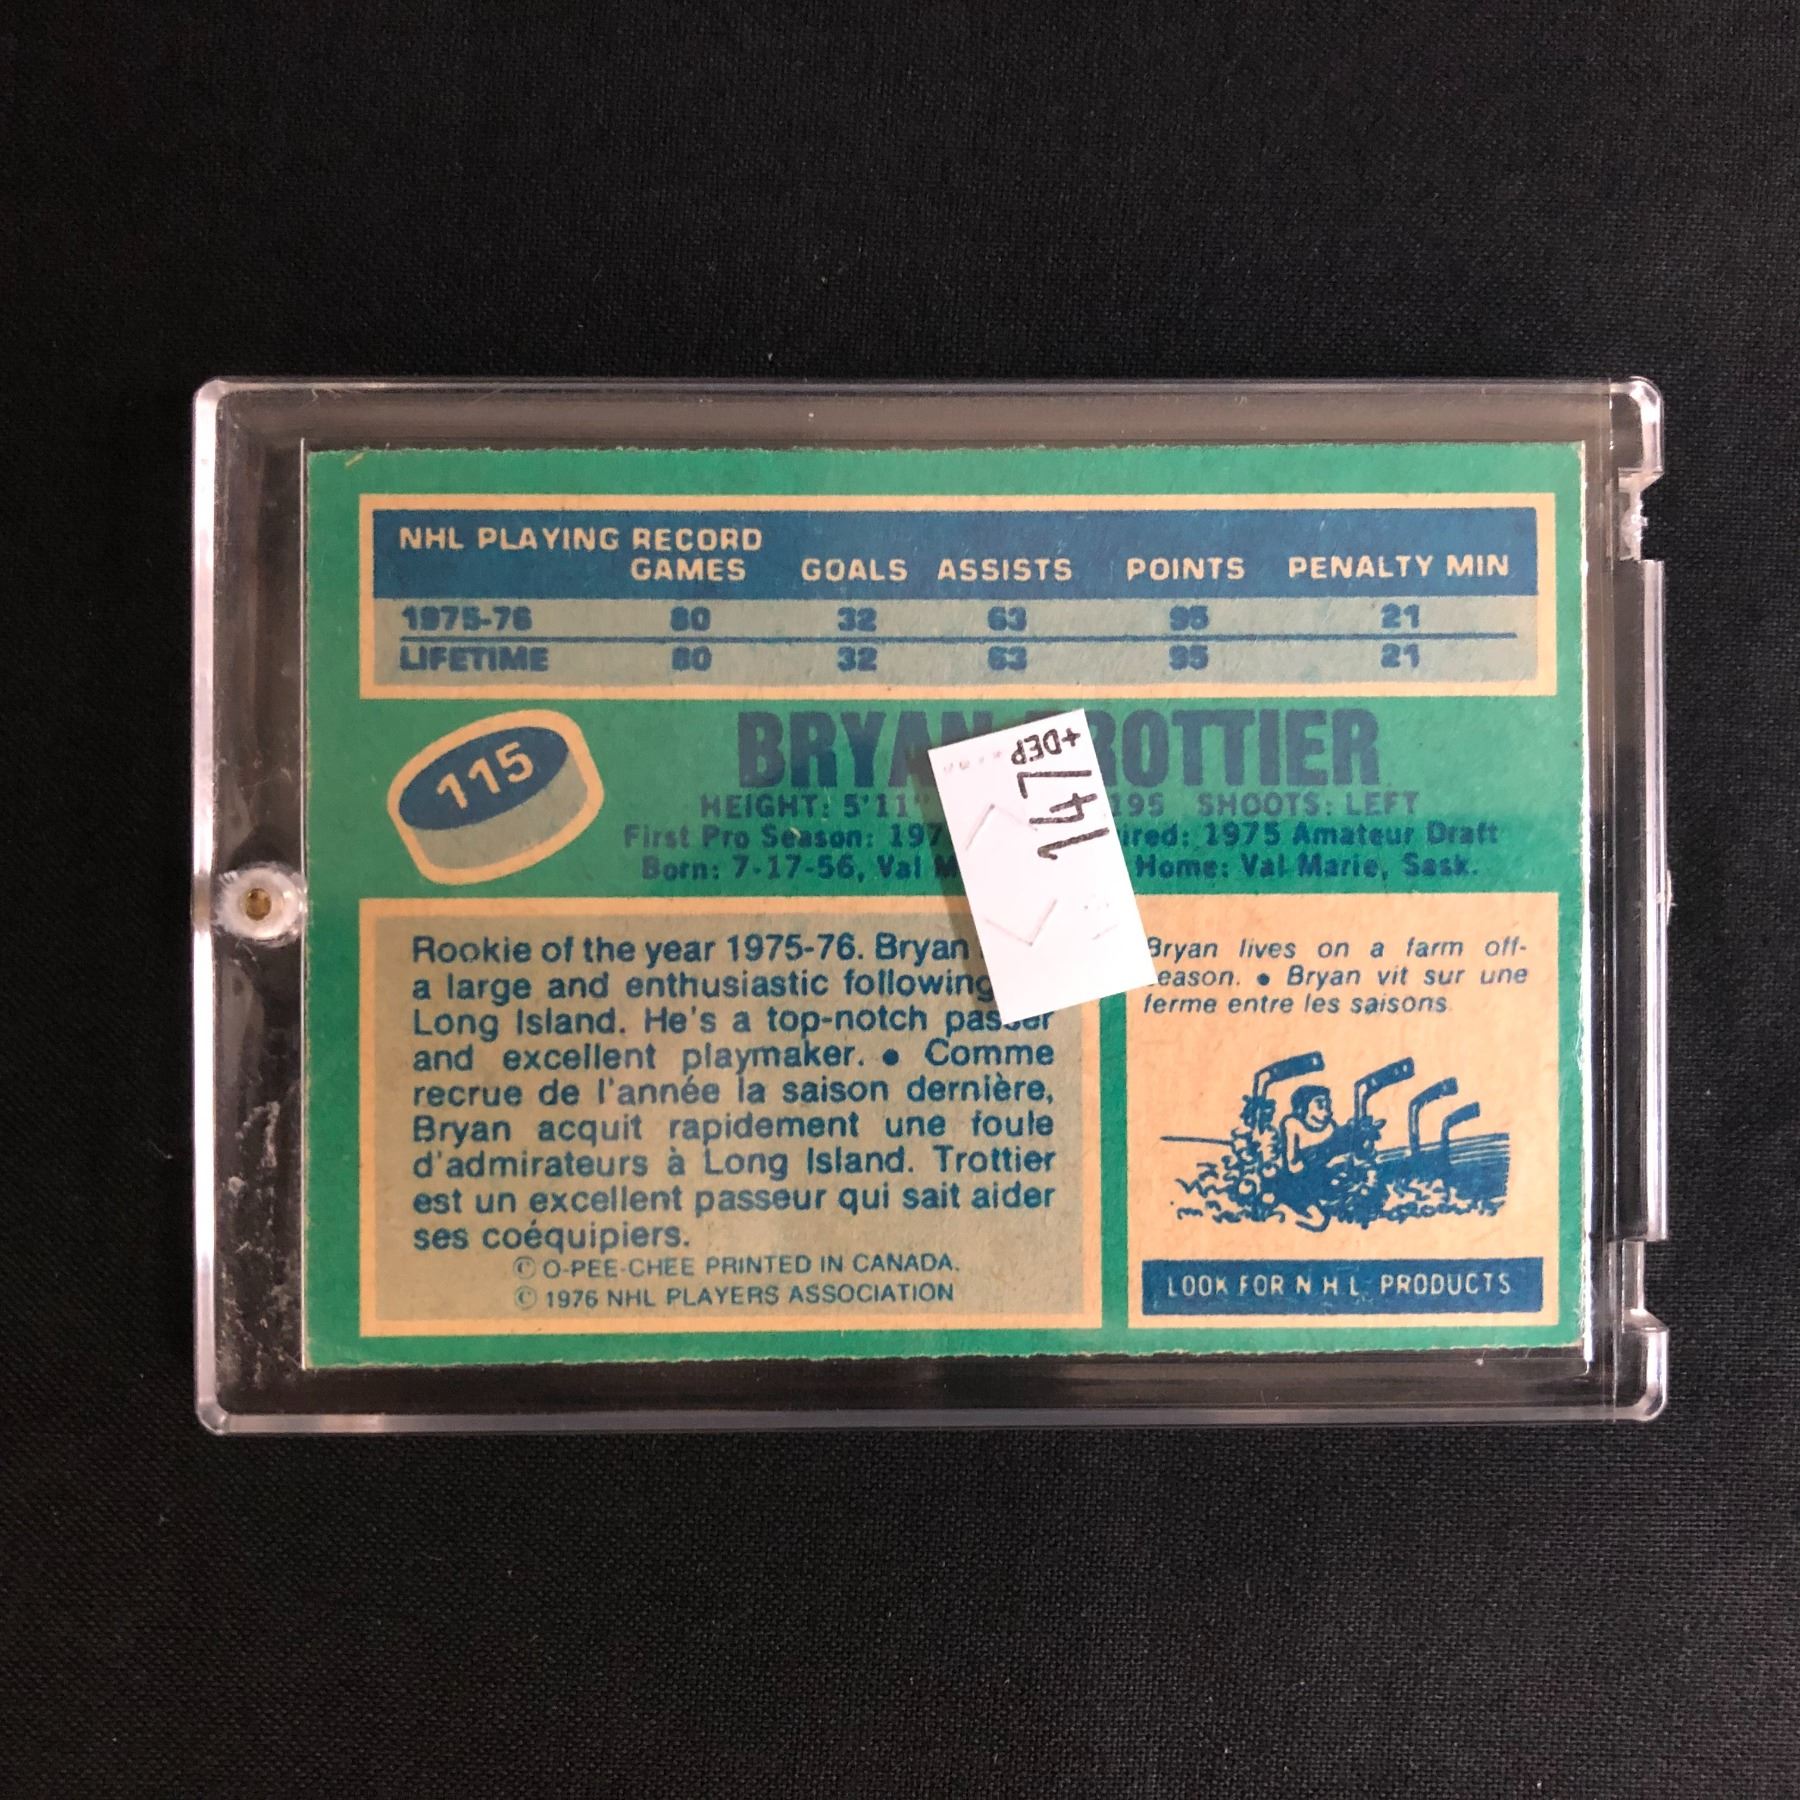 NHL PLAYING RECORD
GAMES GOALS ASSISTS POINTS PENALTY MIN
1975-76 80 32 63 95 21
LIFETIME 80 32 63 95 21
115
BRYAN ROTTIER
HEIGHT: 5'11" 195 SHOOTS: LEFT
First Pro Season: 197 ired: 1975 Amateur Draft
Born: 7-17-56, Val M Home: Val Marie, Sask.
+DEP
147
Rookie of the year 1975-76. Bryan
a large and enthusiastic following
Long Island. He's a top-notch passer
and excellent playmaker. • Comme
recrue de l'année la saison dernière,
Bryan acquit rapidement une foule
d'admirateurs à Long Island. Trottier
est un excellent passeur qui sait aider
ses coéquipiers.
© O-PEE-CHEE PRINTED IN CANADA.
© 1976 NHL PLAYERS ASSOCIATION
Bryan lives on a farm off-
eason. • Bryan vit sur une
ferme entre les saisons.
LOOK FOR N H L PRODUCTS